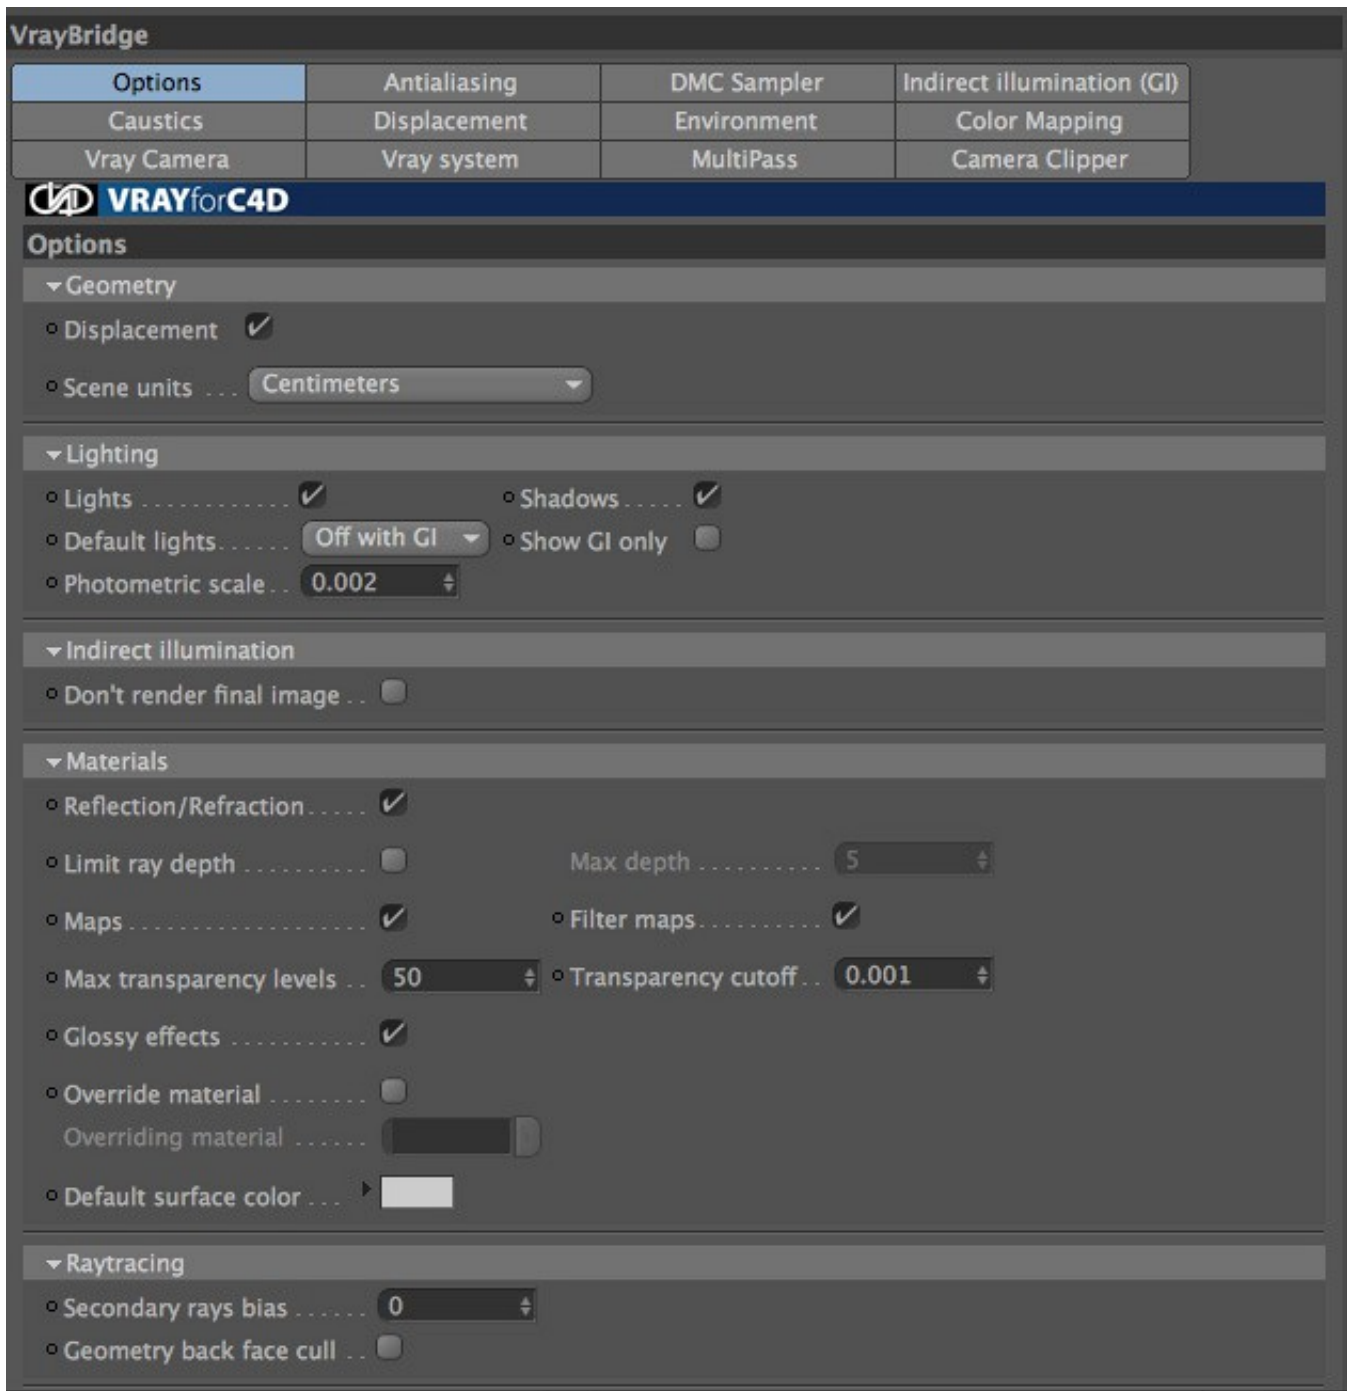 VrayBridge
Options Antialiasing DMC Sampler Indirect illumination (GI)
Caustics Displacement Environment Color Mapping
Vray Camera Vray system MultiPass Camera Clipper
VRAYforC4D
Options
Geometry
Displacement
Scene units ... Centimeters
Lighting
Lights ............ Shadows .....
Default lights ...... Off with GI Show GI only
Photometric scale .. 0.002
Indirect illumination
Don't render final image ..
Materials
Reflection/Refraction .....
Limit ray depth .......... Max depth .......... 5
Maps ................... Filter maps ..........
Max transparency levels .. 50 Transparency cutoff .. 0.001
Glossy effects ...........
Override material ........
Overriding material ......
Default surface color ...
Raytracing
Secondary rays bias ...... 0
Geometry back face cull ..